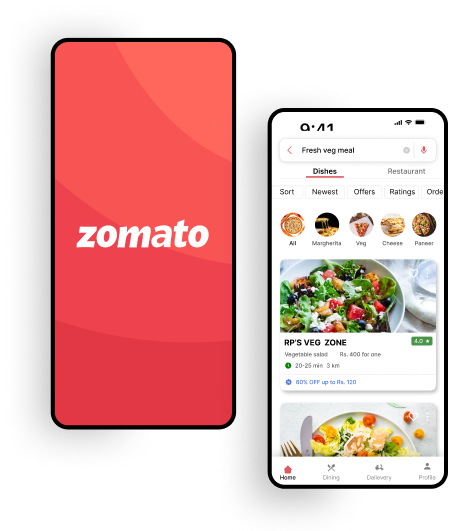 zomato
9:41
Fresh veg meal
Dishes Restaurant
Sort Newest Offers Ratings Orde
All Margherita Veg Cheese Paneer
RP'S VEG ZONE 4.0 ★
Vegetable salad Rs. 400 for one
20-25 min 3 km
60% OFF up to Rs. 120
Home Dining Delievery Profile